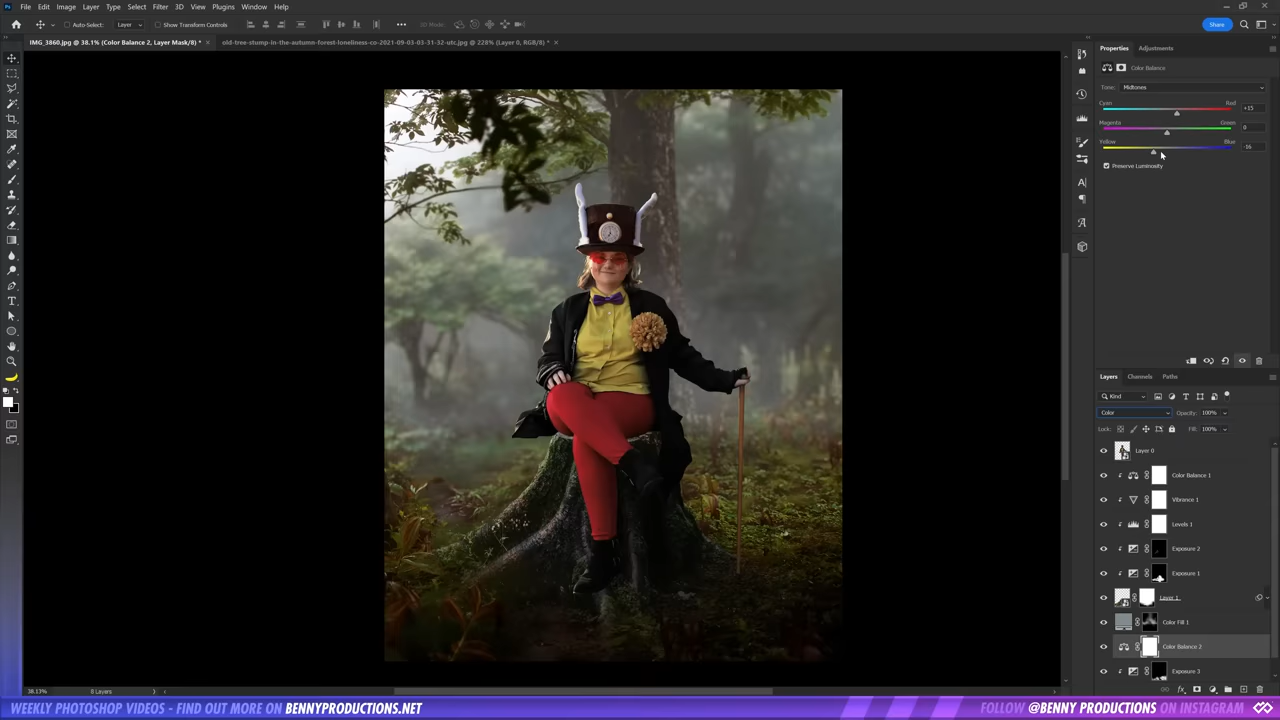 File Edit Image Layer Type Select Filter 3D View Plugins Window Help
Auto-Select: Layer Show Transform Controls 3D Mode: Share
IMG_3860.jpg @ 38.1% (Color Balance 2, Layer Mask/8) * × old-tree-stump-in-the-autumn-forest-loneliness-co-2021-09-03-03-31-32-utc.jpg @ 228% (Layer 0, RGB/8) * ×
Properties Adjustments
Color Balance
Tone: Midtones
Cyan Red +15
Magenta Green 0
Yellow Blue -16
Preserve Luminosity
Layers Channels Paths
Kind
Color Opacity: 100%
Lock: Fill: 100%
Layer 0
Color Balance 1
Vibrance 1
Levels 1
Exposure 2
Exposure 1
Layer 1
Color Fill 1
Color Balance 2
Exposure 3
38.13% 8 Layers
WEEKLY PHOTOSHOP VIDEOS - FIND OUT MORE ON BENNYPRODUCTIONS.NET FOLLOW @BENNY PRODUCTIONS ON INSTAGRAM